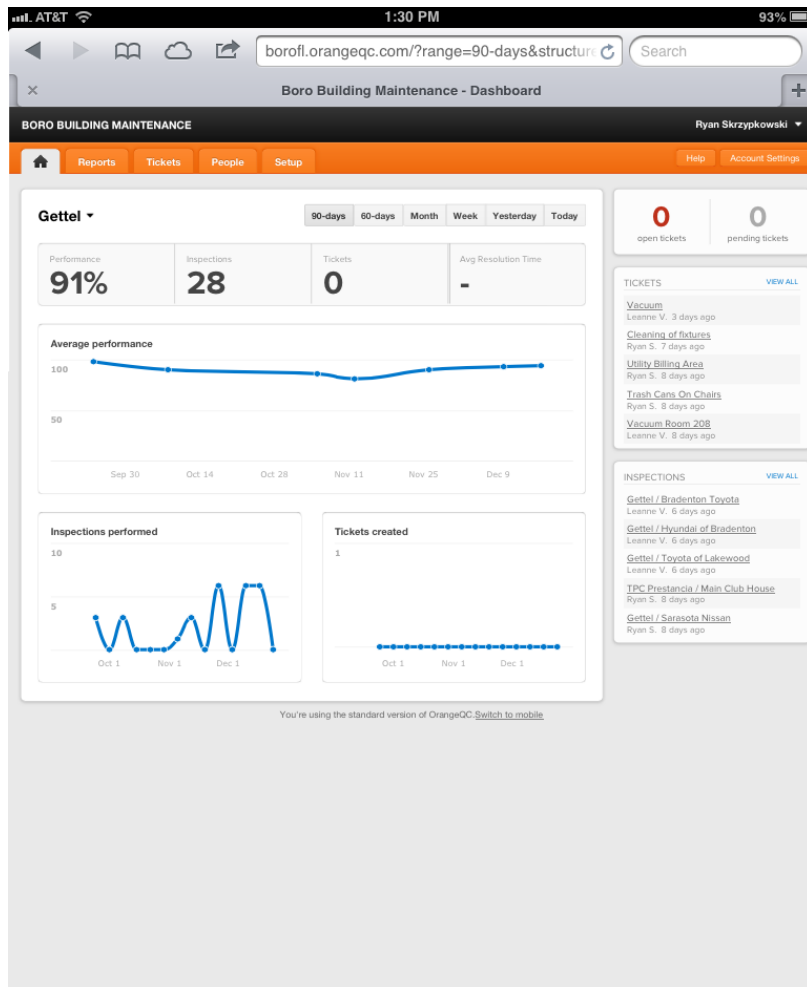 AT&T 1:30 PM 93%
borofl.orangeqc.com/?range=90-days&structure Search
Boro Building Maintenance - Dashboard
BORO BUILDING MAINTENANCE Ryan Skrzypkowski
Reports Tickets People Setup Help Account Settings
Gettel 90-days 60-days Month Week Yesterday Today
Performance Inspections Tickets Avg Resolution Time
91% 28 0 -
Average performance
100
50
Sep 30 Oct 14 Oct 28 Nov 11 Nov 25 Dec 9
Inspections performed
10
5
Oct 1 Nov 1 Dec 1
Tickets created
1
Oct 1 Nov 1 Dec 1
0 0
open tickets pending tickets
TICKETS VIEW ALL
Vacuum
Leanne V. 3 days ago
Cleaning of fixtures
Ryan S. 7 days ago
Utility Billing Area
Ryan S. 8 days ago
Trash Cans On Chairs
Ryan S. 8 days ago
Vacuum Room 208
Leanne V. 8 days ago
INSPECTIONS VIEW ALL
Gettel / Bradenton Toyota
Leanne V. 6 days ago
Gettel / Hyundai of Bradenton
Leanne V. 6 days ago
Gettel / Toyota of Lakewood
Leanne V. 6 days ago
TPC Prestancia / Main Club House
Ryan S. 8 days ago
Gettel / Sarasota Nissan
Ryan S. 8 days ago
You're using the standard version of OrangeQC.Switch to mobile